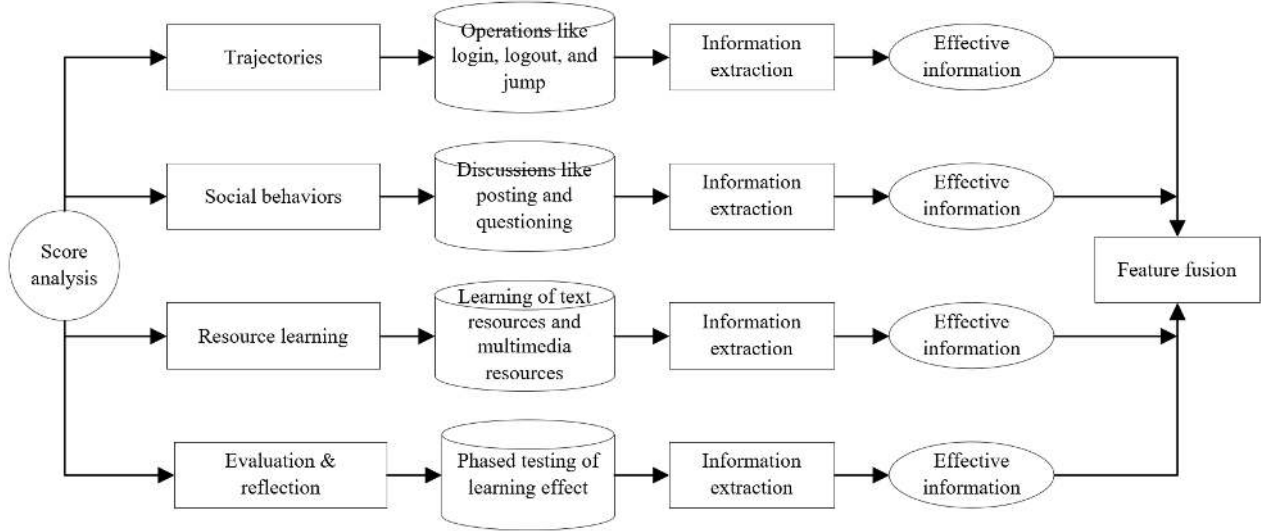 Score
analysis
Trajectories
Operations like
login, logout, and
jump
Information
extraction
Effective
information
Social behaviors
Discussions like
posting and
questioning
Information
extraction
Effective
information
Resource learning
Learning of text
resources and
multimedia
resources
Information
extraction
Effective
information
Evaluation &
reflection
Phased testing of
learning effect
Information
extraction
Effective
information
Feature fusion